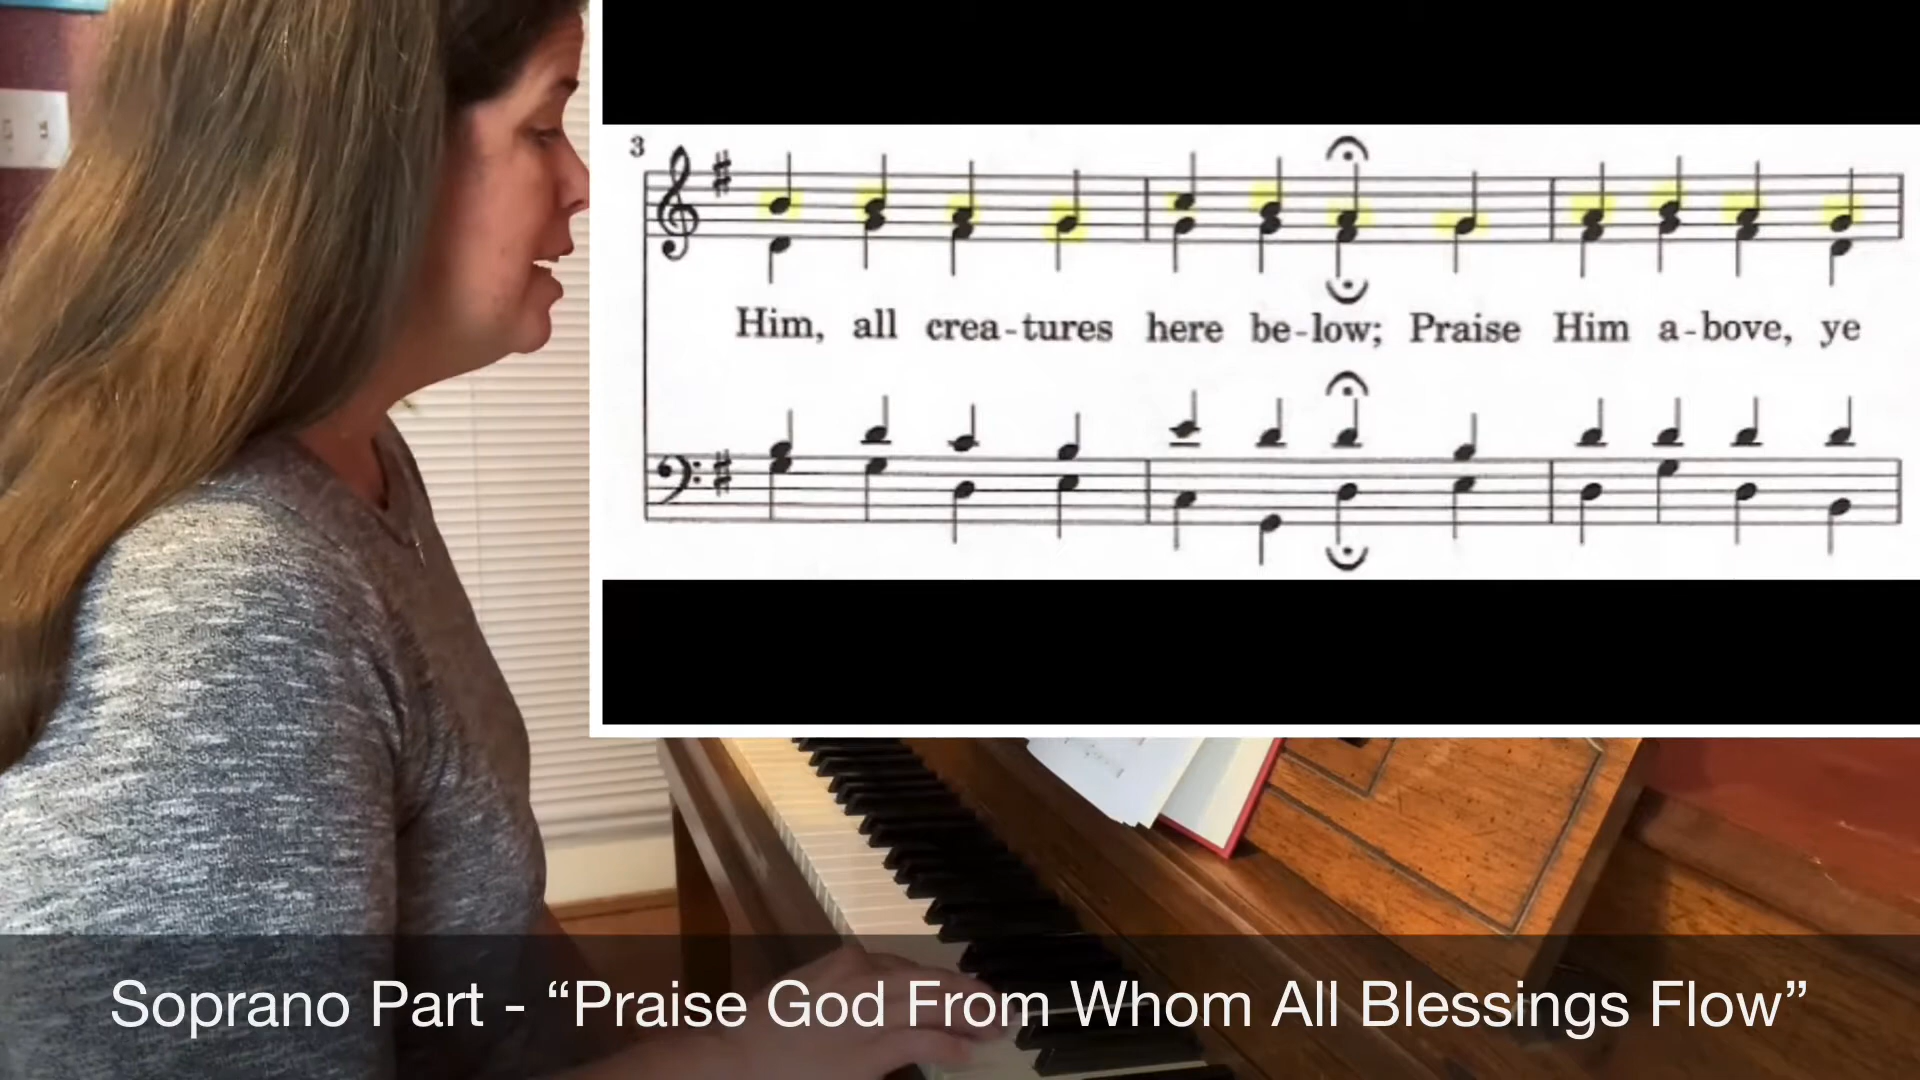 3
Him, all crea-tures here be-low; Praise Him a-bove, ye
Soprano Part - “Praise God From Whom All Blessings Flow”